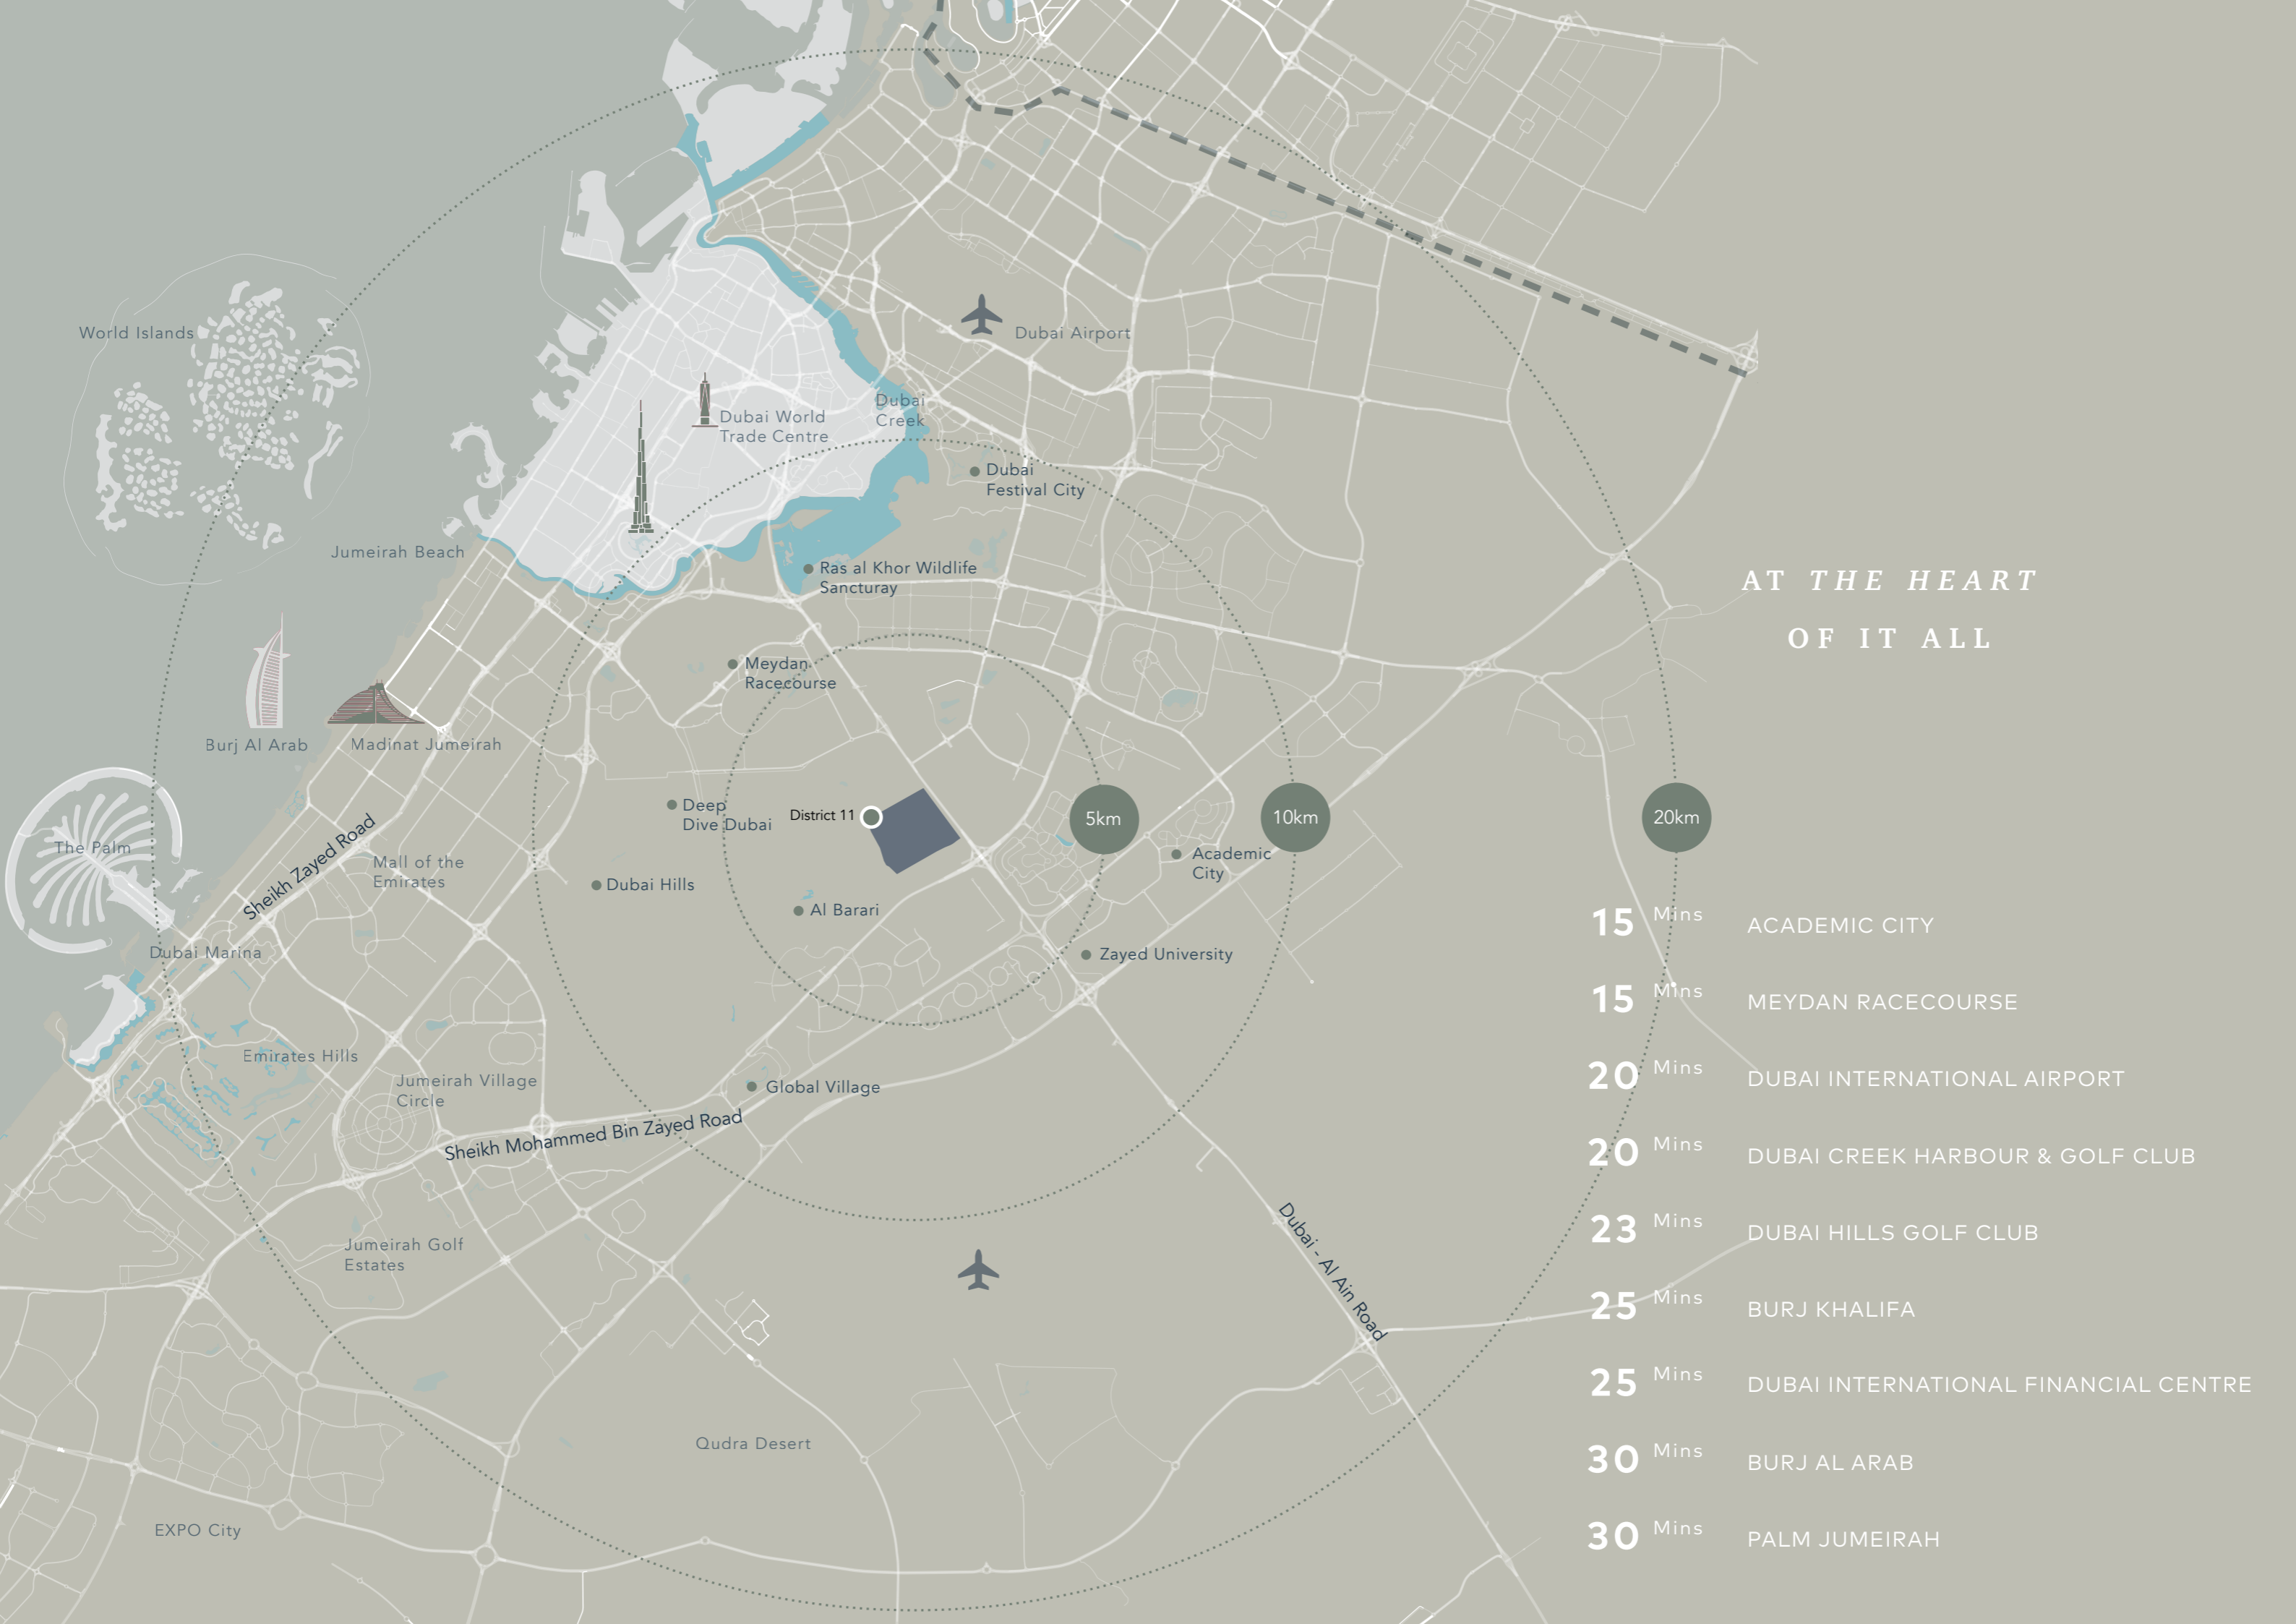 World Islands
Dubai Airport
Dubai
Creek
Dubai World
Trade Centre
Dubai
Festival City
Jumeirah Beach
Ras al Khor Wildlife
Sancturay
AT THE HEART
OF IT ALL
Meydan
Racecourse
Burj Al Arab
Madinat Jumeirah
Deep
Dive Dubai
District 11
5km
10km
20km
The Palm
Sheikh Zayed Road
Mall of the
Emirates
Academic
City
Dubai Hills
Al Barari
Dubai Marina
Zayed University
Emirates Hills
Jumeirah Village
Circle
Global Village
Sheikh Mohammed Bin Zayed Road
Jumeirah Golf
Estates
Dubai - Al Ain Road
Qudra Desert
EXPO City
15 Mins ACADEMIC CITY
15 Mins MEYDAN RACECOURSE
20 Mins DUBAI INTERNATIONAL AIRPORT
20 Mins DUBAI CREEK HARBOUR & GOLF CLUB
23 Mins DUBAI HILLS GOLF CLUB
25 Mins BURJ KHALIFA
25 Mins DUBAI INTERNATIONAL FINANCIAL CENTRE
30 Mins BURJ AL ARAB
30 Mins PALM JUMEIRAH